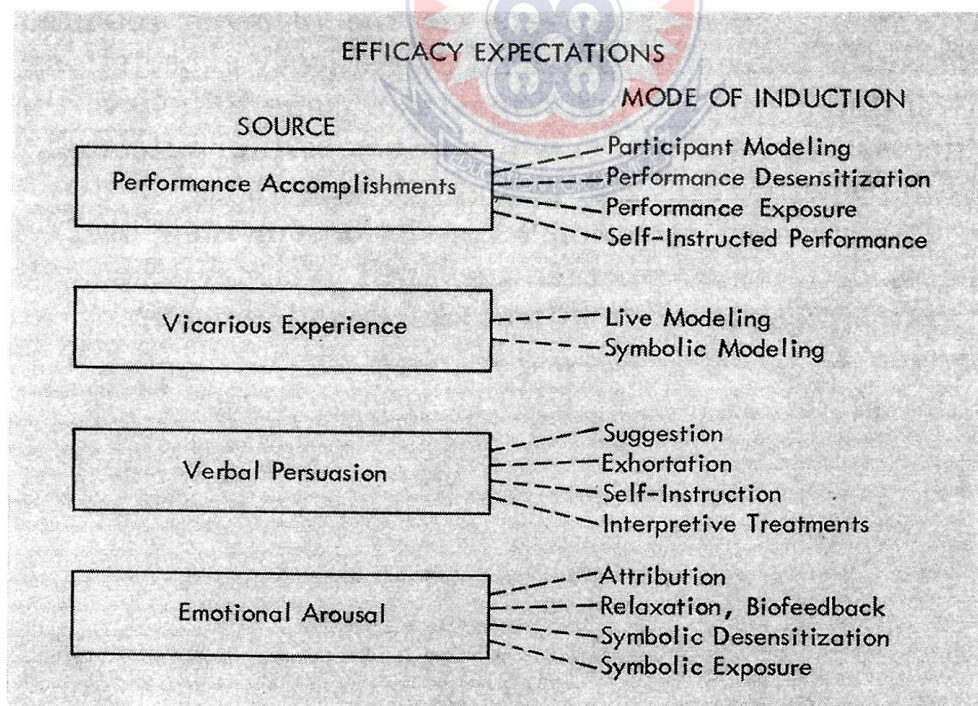 EFFICACY EXPECTATIONS
SOURCE
MODE OF INDUCTION
Performance Accomplishments
Participant Modeling
Performance Desensitization
Performance Exposure
Self-Instructed Performance
Vicarious Experience
Live Modeling
Symbolic Modeling
Verbal Persuasion
Suggestion
Exhortation
Self-Instruction
Interpretive Treatments
Emotional Arousal
Attribution
Relaxation, Biofeedback
Symbolic Desensitization
Symbolic Exposure